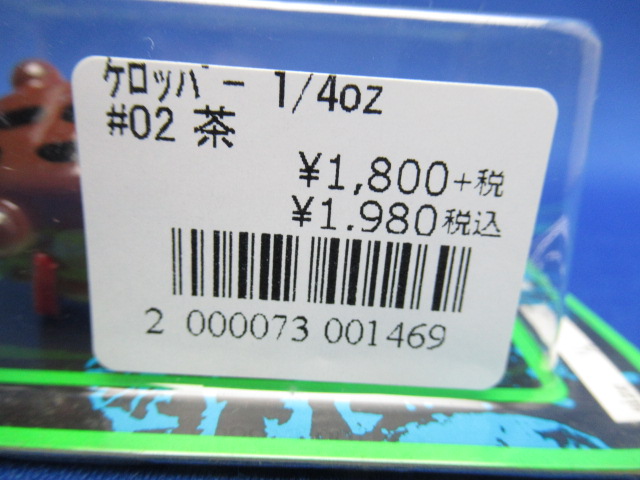 ｹﾛｯﾊﾞｰ 1/4oz
#02 茶
¥1,800+税
¥1.980税込
2 000073 001469